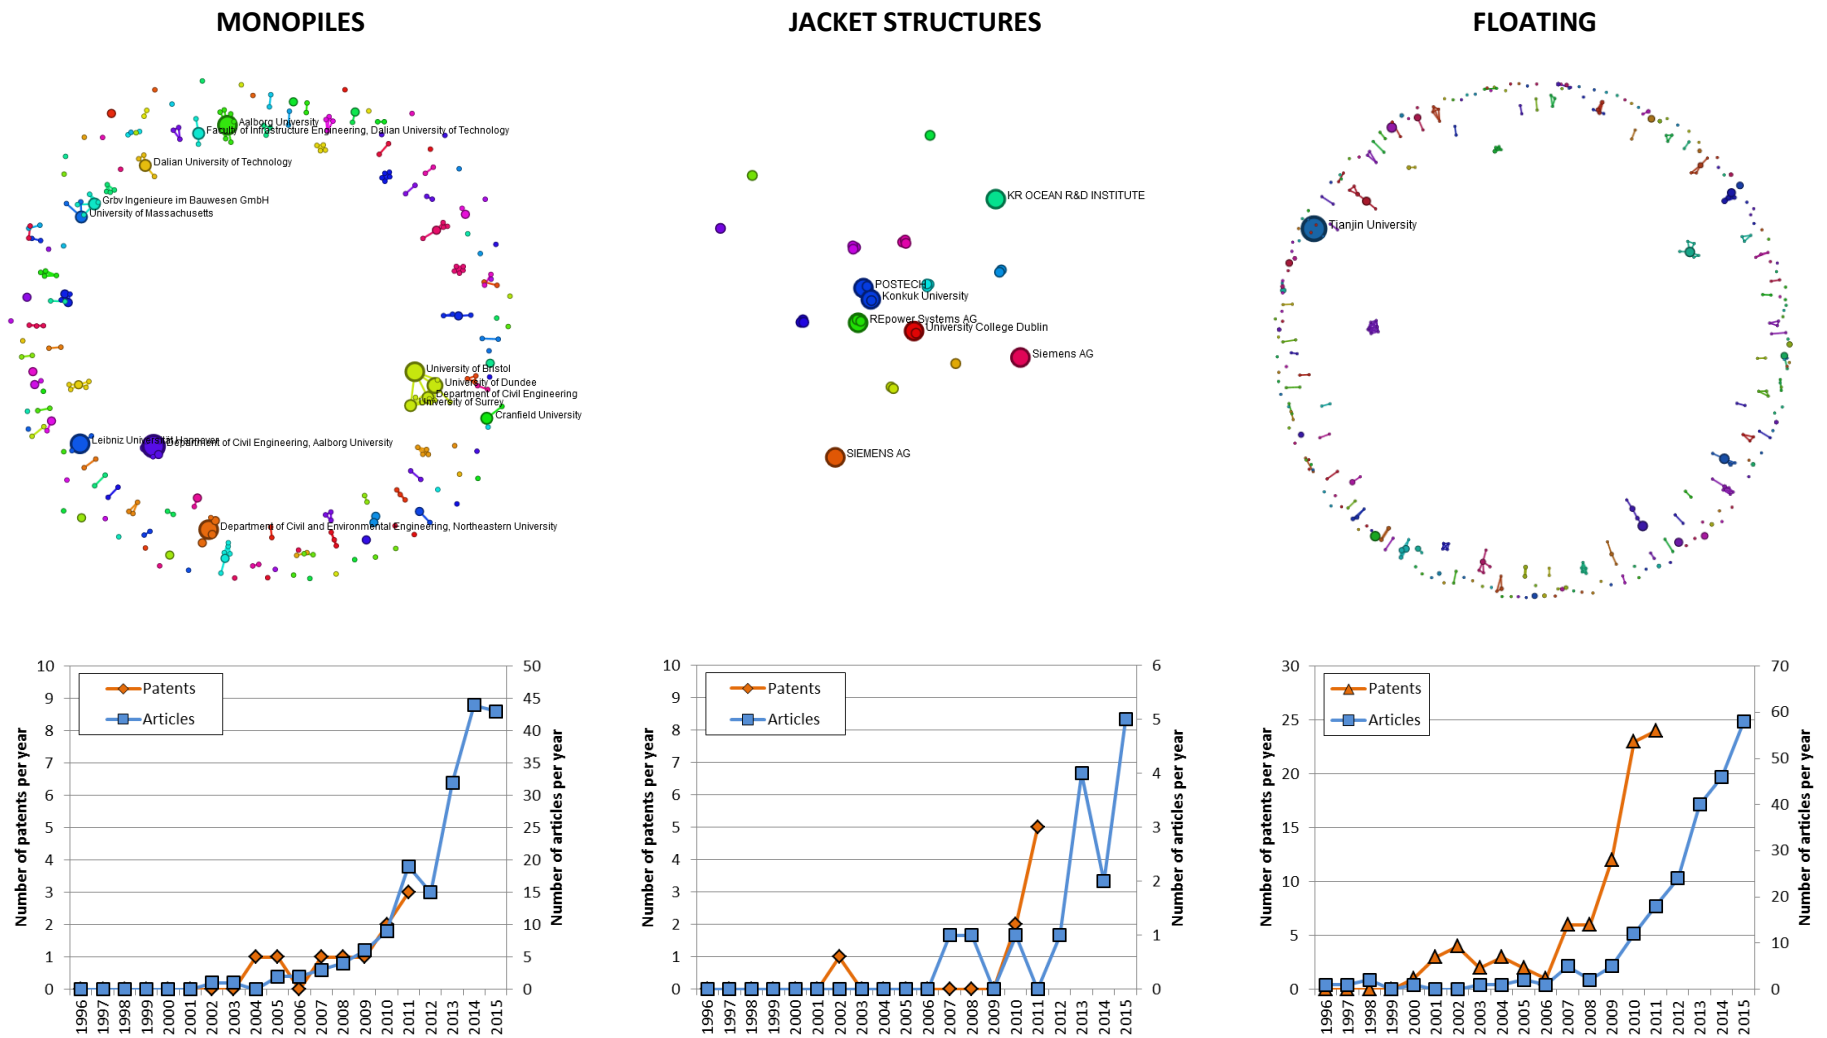 MONOPILES
JACKET STRUCTURES
FLOATING
Aalborg University
Faculty of Infrastructure Engineering, Dalian University of Technology
Dalian University of Technology
Grbv Ingenieure im Bauwesen GmbH
University of Massachusetts
University of Bristol
University of Dundee
Department of Civil Engineering
University of Surrey
Cranfield University
Leibniz Universität Hannover
Department of Civil Engineering, Aalborg University
Department of Civil and Environmental Engineering, Northeastern University
KR OCEAN R&D INSTITUTE
POSTECH
Konkuk University
REpower Systems AG
University College Dublin
Siemens AG
SIEMENS AG
Tianjin University
Number of patents per year
10
9
8
7
6
5
4
3
2
1
0
Patents
Articles
50
45
40
35
30
25
20
15
10
5
0
Number of articles per year
1996 1997 1998 1999 2000 2001 2002 2003 2004 2005 2006 2007 2008 2009 2010 2011 2012 2013 2014 2015
Number of patents per year
10
9
8
7
6
5
4
3
2
1
0
Patents
Articles
6
5
4
3
2
1
0
Number of articles per year
1996 1997 1998 1999 2000 2001 2002 2003 2004 2005 2006 2007 2008 2009 2010 2011 2012 2013 2014 2015
Number of patents per year
30
25
20
15
10
5
0
Patents
Articles
70
60
50
40
30
20
10
0
Number of articles per year
1996 1997 1998 1999 2000 2001 2002 2003 2004 2005 2006 2007 2008 2009 2010 2011 2012 2013 2014 2015